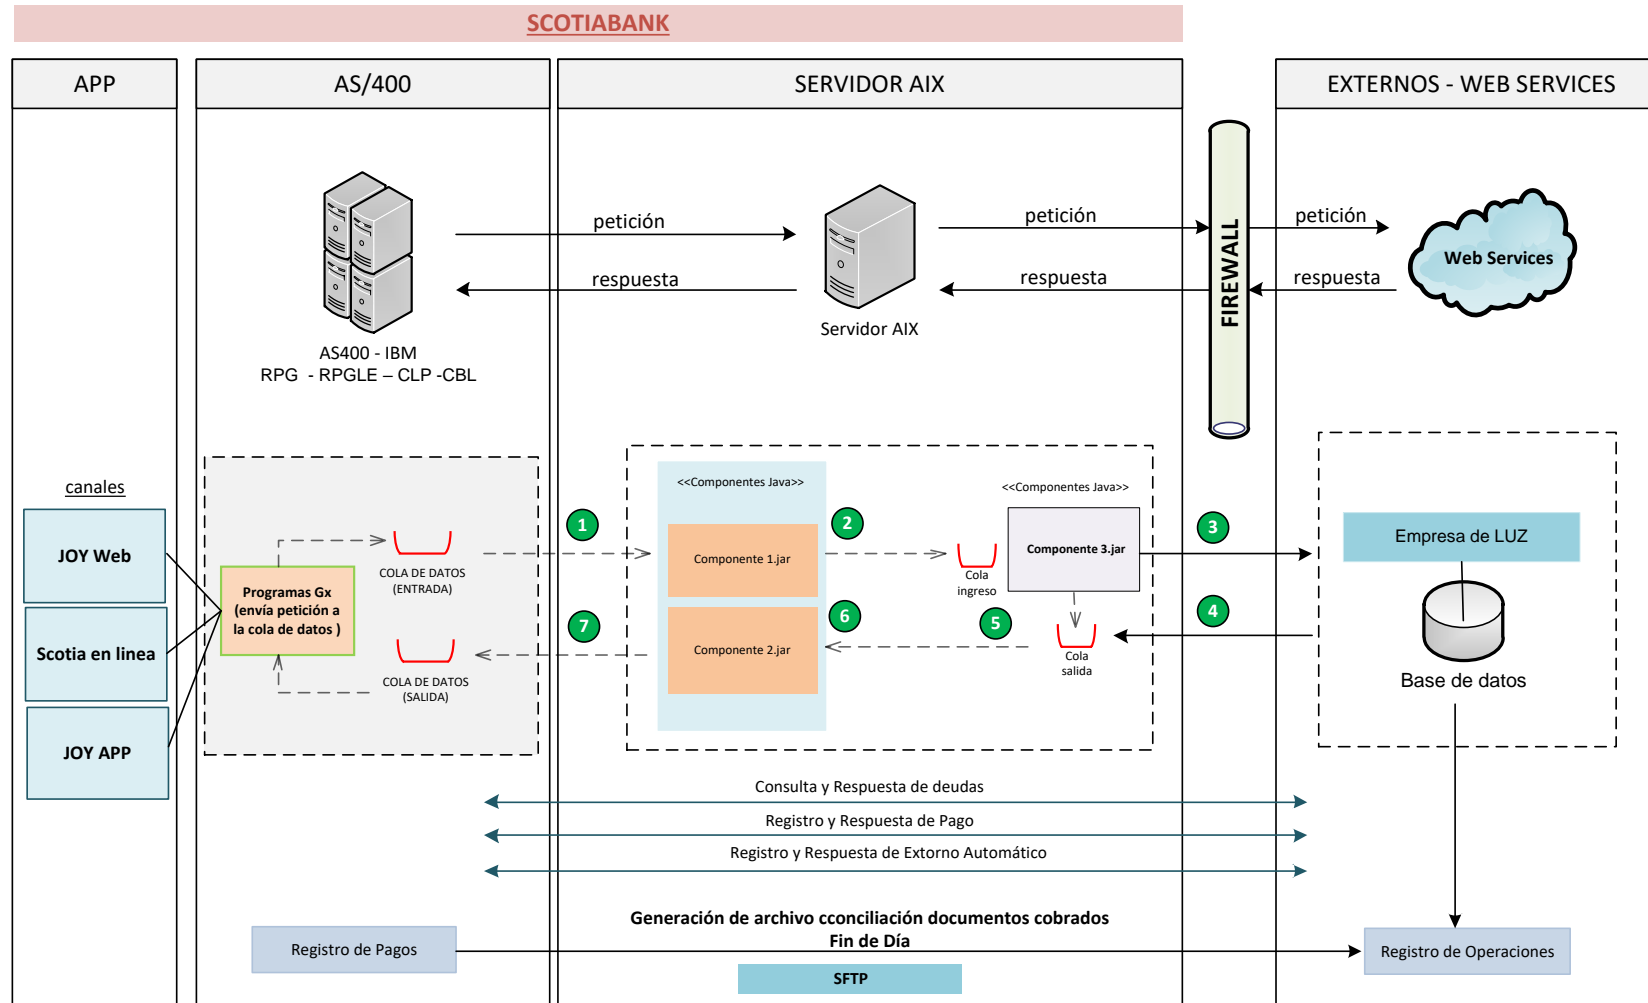 SCOTIABANK
APP
AS/400
SERVIDOR AIX
EXTERNOS - WEB SERVICES
petición
respuesta
petición
respuesta
petición
respuesta
FIREWALL
Web Services
AS400 - IBM
RPG - RPGLE – CLP -CBL
Servidor AIX
canales
JOY Web
Scotia en linea
JOY APP
Programas Gx
(envía petición a
la cola de datos )
COLA DE DATOS
(ENTRADA)
COLA DE DATOS
(SALIDA)
1
7
<<Componentes Java>>
Componente 1.jar
Componente 2.jar
2
6
5
Cola
ingreso
<<Componentes Java>>
Componente 3.jar
Cola
salida
3
4
Empresa de LUZ
Base de datos
Consulta y Respuesta de deudas
Registro y Respuesta de Pago
Registro y Respuesta de Extorno Automático
Generación de archivo cconciliación documentos cobrados
Fin de Día
Registro de Pagos
SFTP
Registro de Operaciones